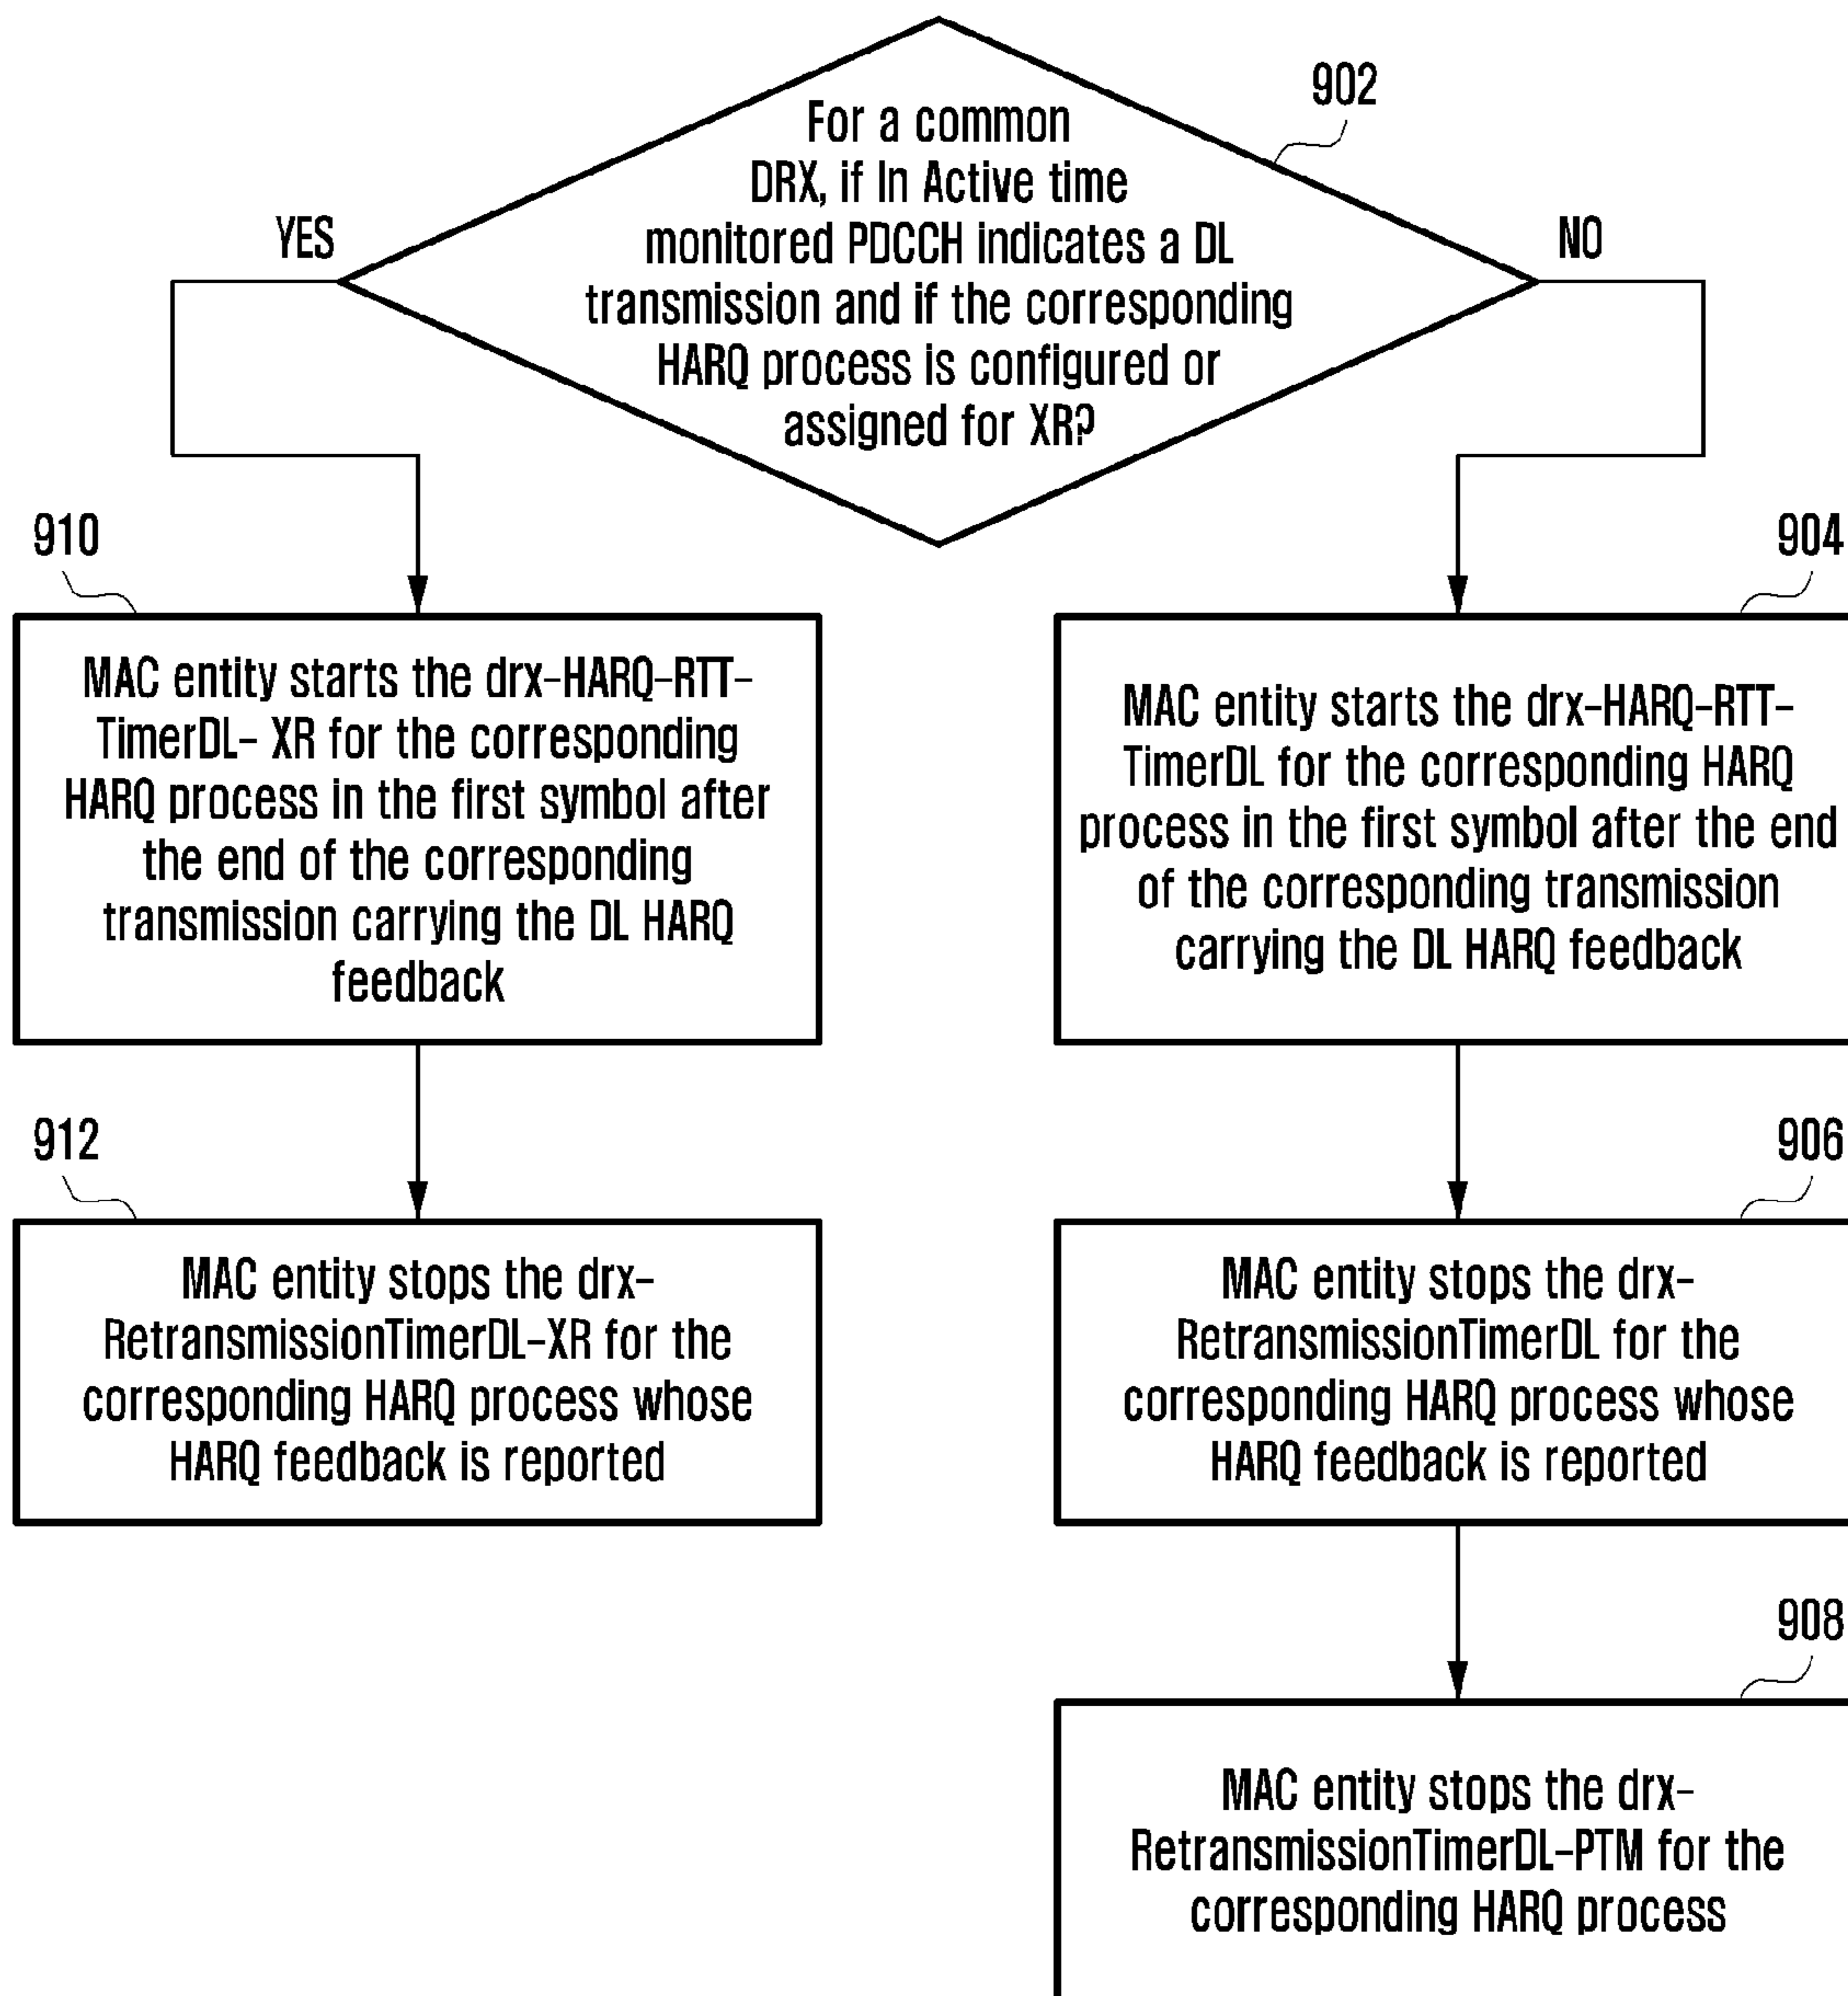 902
For a common
DRX, if In Active time
monitored PDCCH indicates a DL
transmission and if the corresponding
HARQ process is configured or
assigned for XR?
YES
NO
910
MAC entity starts the drx-HARQ-RTT-
TimerDL- XR for the corresponding
HARQ process in the first symbol after
the end of the corresponding
transmission carrying the DL HARQ
feedback
904
MAC entity starts the drx-HARQ-RTT-
TimerDL for the corresponding HARQ
process in the first symbol after the end
of the corresponding transmission
carrying the DL HARQ feedback
912
MAC entity stops the drx-
RetransmissionTimerDL-XR for the
corresponding HARQ process whose
HARQ feedback is reported
906
MAC entity stops the drx-
RetransmissionTimerDL for the
corresponding HARQ process whose
HARQ feedback is reported
908
MAC entity stops the drx-
RetransmissionTimerDL-PTM for the
corresponding HARQ process